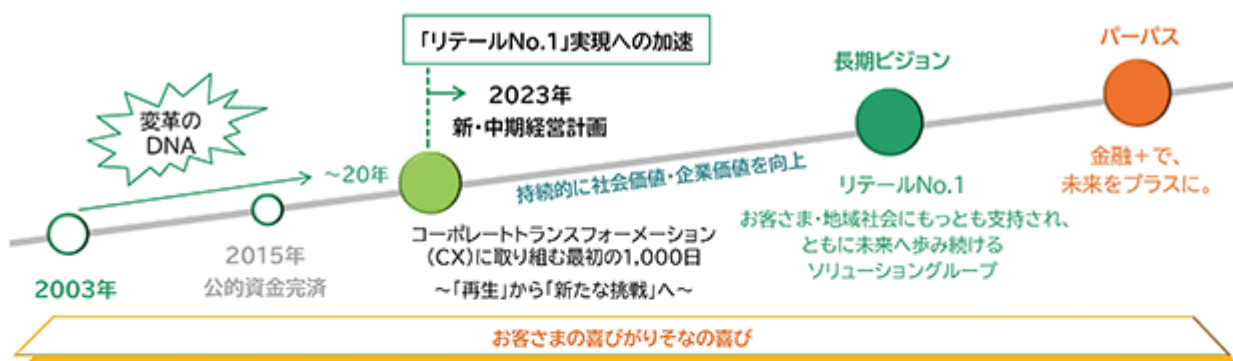 「リテールNo.1」実現への加速
変革の
DNA
～20年
2003年
2015年
公的資金完済
2023年
新・中期経営計画
コーポレートトランスフォーメーション
(CX)に取り組む最初の1,000日
～「再生」から「新たな挑戦」へ～
持続的に社会価値・企業価値を向上
長期ビジョン
リテールNo.1
お客さま・地域社会にもっとも支持され、
ともに未来へ歩み続ける
ソリューショングループ
パーパス
金融+で、
未来をプラスに。
お客さまの喜びがりそなの喜び